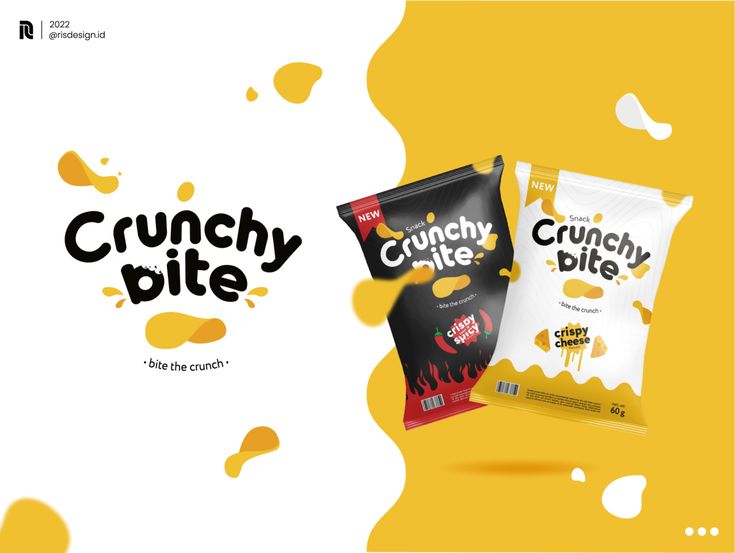 2022
@risdesign.id
Crunchy
bite
• bite the crunch •
NEW
Snack
Crunchy
bite
• bite the crunch •
crispy
spicy
NEW
Snack
Crunchy
bite
• bite the crunch •
crispy
cheese
60 g